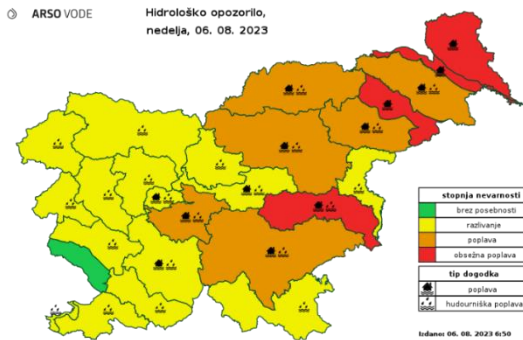 ARSO VODE
Hidrološko opozorilo,
nedelja, 06. 08. 2023
stopnja nevarnosti
brez posebnosti
razlivanje
poplava
obsežna poplava
tip dogodka
poplava
hudourniška poplava
Izdano: 06. 08. 2023 6:50